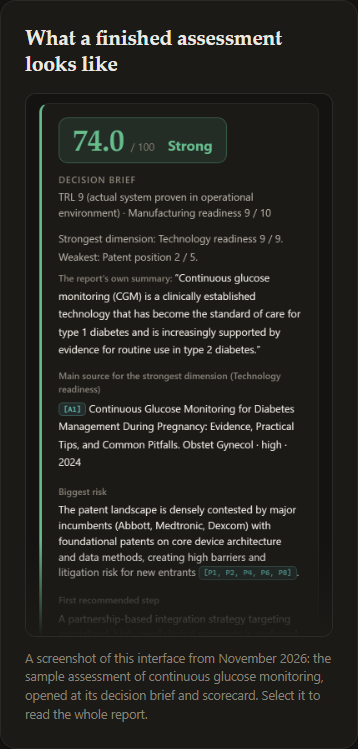 What a finished assessment
looks like
74.0 / 100 Strong
DECISION BRIEF
TRL 9 (actual system proven in operational
environment) · Manufacturing readiness 9 / 10
Strongest dimension: Technology readiness 9 / 9.
Weakest: Patent position 2 / 5.
The report's own summary: "Continuous glucose
monitoring (CGM) is a clinically established
technology that has become the standard of care for
type 1 diabetes and is increasingly supported by
evidence for routine use in type 2 diabetes."
Main source for the strongest dimension (Technology
readiness)
[A1] Continuous Glucose Monitoring for Diabetes
Management During Pregnancy: Evidence, Practical
Tips, and Common Pitfalls. Obstet Gynecol · high ·
2024
Biggest risk
The patent landscape is densely contested by major
incumbents (Abbott, Medtronic, Dexcom) with
foundational patents on core device architecture
and data methods, creating high barriers and
litigation risk for new entrants [P1, P2, P4, P6, P8].
First recommended step
A partnership-based integration strategy targeting
A screenshot of this interface from November 2026: the
sample assessment of continuous glucose monitoring,
opened at its decision brief and scorecard. Select it to
read the whole report.